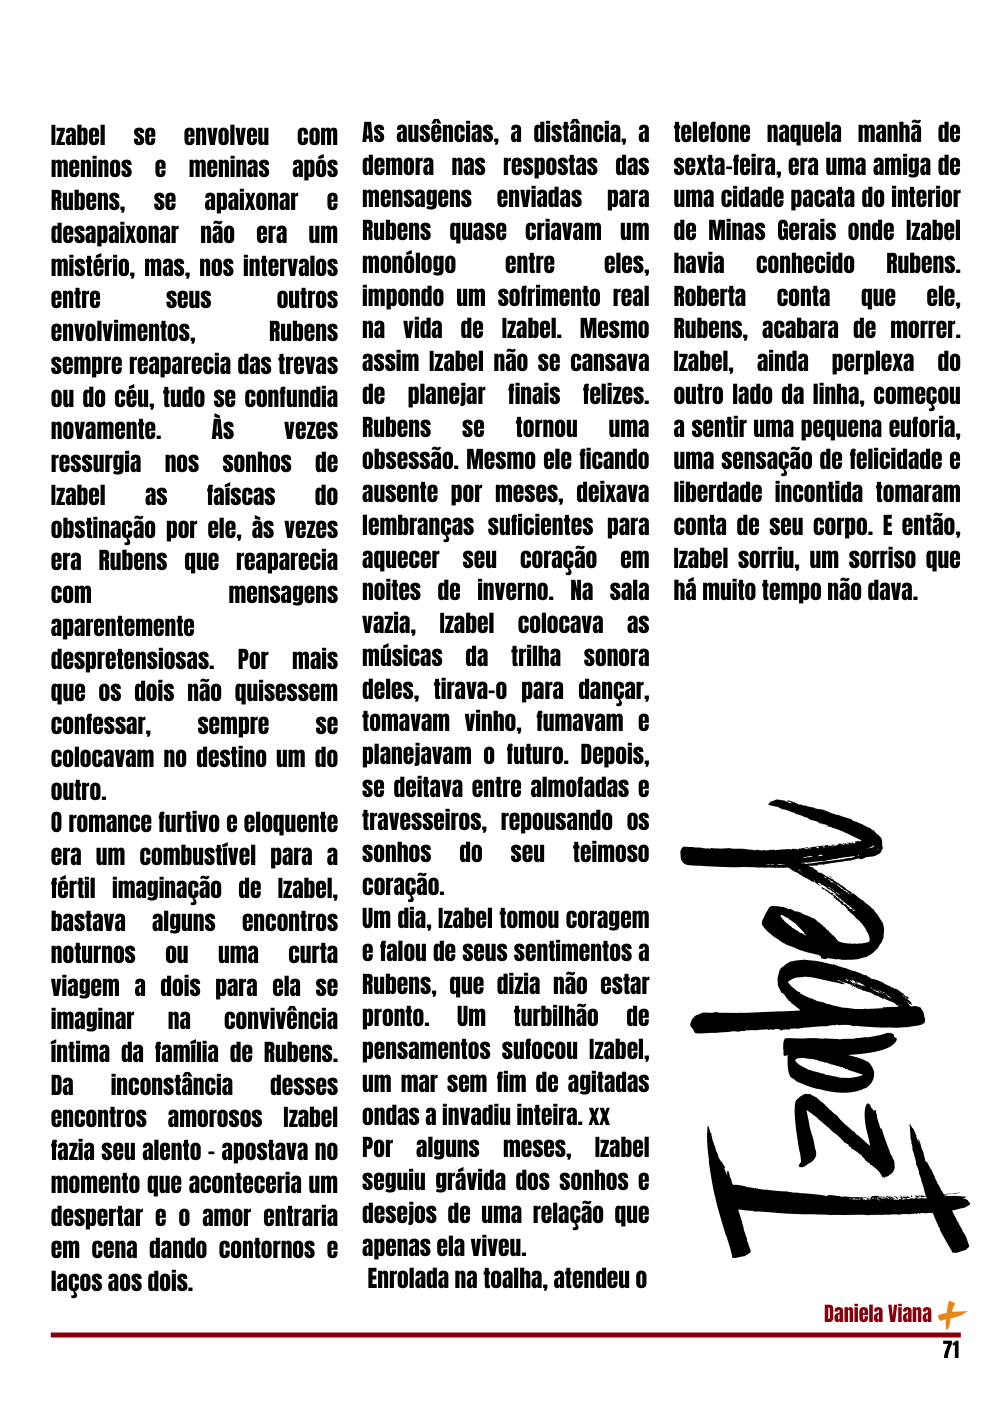 Izabel se envolveu com
meninos e meninas após
Rubens, se apaixonar e
desapaixonar não era um
mistério, mas, nos intervalos
entre seus outros
envolvimentos, Rubens
sempre reaparecia das trevas
ou do céu, tudo se confundia
novamente. Às vezes
ressurgia nos sonhos de
Izabel as faíscas do
obstinação por ele, às vezes
era Rubens que reaparecia
com mensagens
aparentemente
despretensiosas. Por mais
que os dois não quisessem
confessar, sempre se
colocavam no destino um do
outro.
O romance furtivo e eloquente
era um combustível para a
fértil imaginação de Izabel,
bastava alguns encontros
noturnos ou uma curta
viagem a dois para ela se
imaginar na convivência
íntima da família de Rubens.
Da inconstância desses
encontros amorosos Izabel
fazia seu alento - apostava no
momento que aconteceria um
despertar e o amor entraria
em cena dando contornos e
laços aos dois.
As ausências, a distância, a
demora nas respostas das
mensagens enviadas para
Rubens quase criavam um
monólogo entre eles,
impondo um sofrimento real
na vida de Izabel. Mesmo
assim Izabel não se cansava
de planejar finais felizes.
Rubens se tornou uma
obsessão. Mesmo ele ficando
ausente por meses, deixava
lembranças suficientes para
aquecer seu coração em
noites de inverno. Na sala
vazia, Izabel colocava as
músicas da trilha sonora
deles, tirava-o para dançar,
tomavam vinho, fumavam e
planejavam o futuro. Depois,
se deitava entre almofadas e
travesseiros, repousando os
sonhos do seu teimoso
coração.
Um dia, Izabel tomou coragem
e falou de seus sentimentos a
Rubens, que dizia não estar
pronto. Um turbilhão de
pensamentos sufocou Izabel,
um mar sem fim de agitadas
ondas a invadiu inteira. xx
Por alguns meses, Izabel
seguiu grávida dos sonhos e
desejos de uma relação que
apenas ela viveu.
Enrolada na toalha, atendeu o
telefone naquela manhã de
sexta-feira, era uma amiga de
uma cidade pacata do interior
de Minas Gerais onde Izabel
havia conhecido Rubens.
Roberta conta que ele,
Rubens, acabara de morrer.
Izabel, ainda perplexa do
outro lado da linha, começou
a sentir uma pequena euforia,
uma sensação de felicidade e
liberdade incontida tomaram
conta de seu corpo. E então,
Izabel sorriu, um sorriso que
há muito tempo não dava.
Izabel
Daniela Viana
71